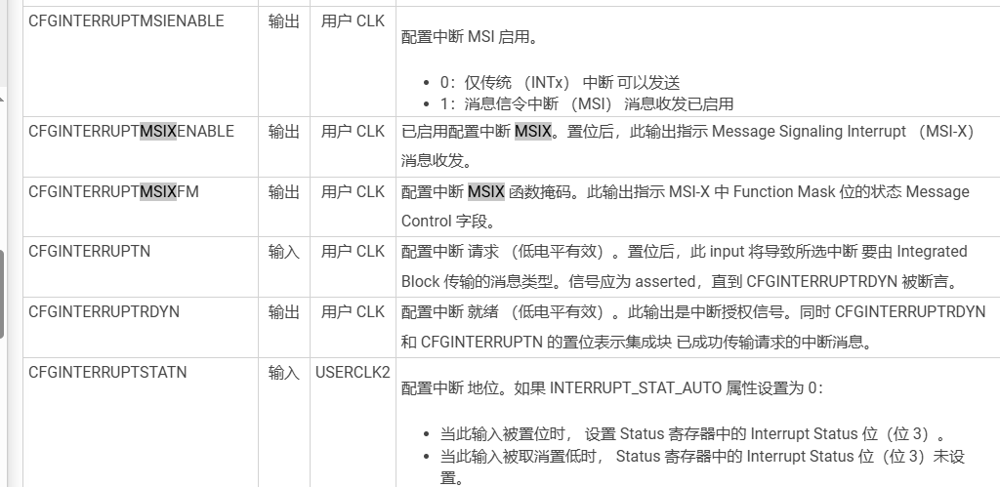 CFGINTERRUPTMSIENABLE 输出 用户 CLK
配置中断 MSI 启用。
• 0：仅传统 （INTx） 中断 可以发送
• 1：消息信令中断 （MSI） 消息收发已启用
CFGINTERRUPTMSIXENABLE 输出 用户 CLK 已启用配置中断 MSIX。置位后，此输出指示 Message Signaling Interrupt （MSI-X）
消息收发。
CFGINTERRUPTMSIXFM 输出 用户 CLK 配置中断 MSIX 函数掩码。此输出指示 MSI-X 中 Function Mask 位的状态 Message
Control 字段。
CFGINTERRUPTN 输入 用户 CLK 配置中断 请求 （低电平有效）。置位后，此 input 将导致所选中断 要由 Integrated
Block 传输的消息类型。信号应为 asserted，直到 CFGINTERRUPTRDYN 被断言。
CFGINTERRUPTRDYN 输出 用户 CLK 配置中断 就绪 （低电平有效）。此输出是中断授权信号。同时 CFGINTERRUPTRDYN
和 CFGINTERRUPTN 的置位表示集成块 已成功传输请求的中断消息。
CFGINTERRUPTSTATN 输入 USERCLK2
配置中断 地位。如果 INTERRUPT_STAT_AUTO 属性设置为 0：
• 当此输入被置位时， 设置 Status 寄存器中的 Interrupt Status 位（位 3）。
• 当此输入被取消置低时， Status 寄存器中的 Interrupt Status 位（位 3）未设
置。